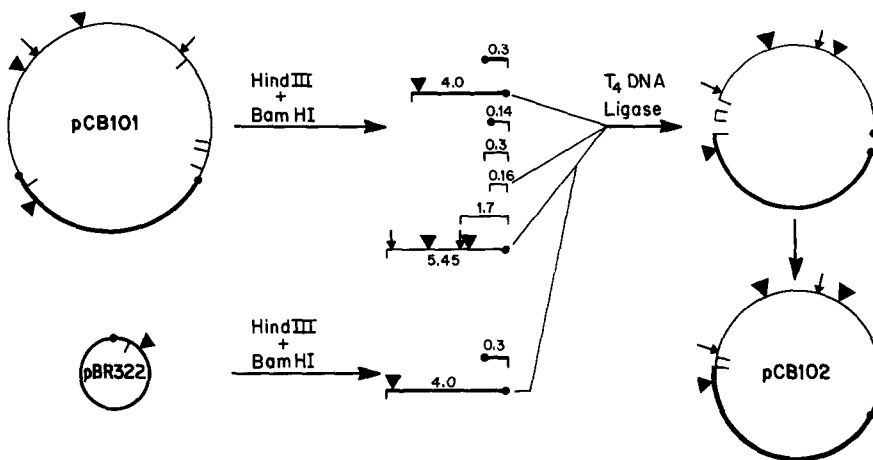 pCB101
Hind III
+
Bam HI
0.3
4.0
0.14
0.3
0.16
1.7
5.45
T4 DNA
Ligase
pBR322
Hind III
+
Bam HI
0.3
4.0
pCB102